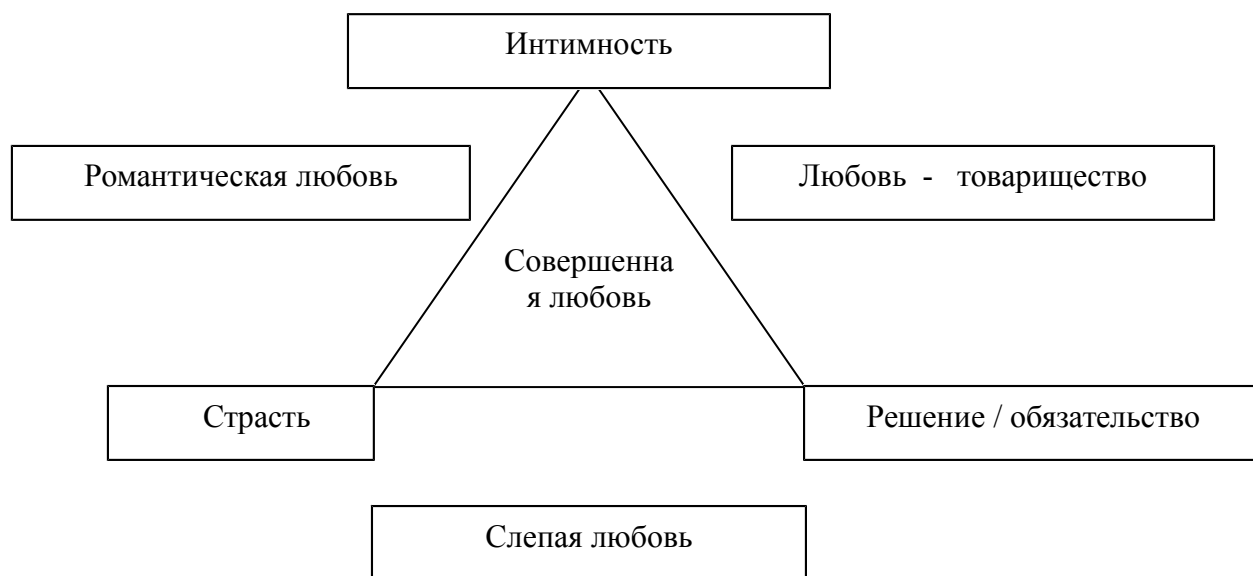 Интимность
Романтическая любовь
Любовь - товарищество
Совершенна
я любовь
Страсть
Решение / обязательство
Слепая любовь